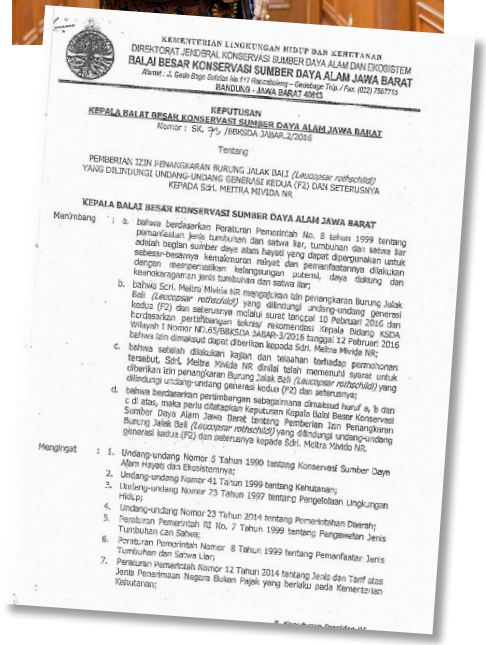 KEMENTERIAN LINGKUNGAN HIDUP DAN KEHUTANAN
DIREKTORAT JENDERAL KONSERVASI SUMBER DAYA ALAM DAN EKOSISTEM
BALAI BESAR KONSERVASI SUMBER DAYA ALAM JAWA BARAT
Alamat : Jl. Gede Bage Selatan No.117 Rancabolang – Gedebage Telp./ Fax. (022) 7567715
BANDUNG - JAWA BARAT 40613
KEPUTUSAN
KEPALA BALAI BESAR KONSERVASI SUMBER DAYA ALAM JAWA BARAT
Nomor : SK. /BBKSDA JABAR.2/2016
Tentang
PEMBERIAN IZIN PENANGKARAN BURUNG JALAK BALI (Leucopsar rothschildi)
YANG DILINDUNGI UNDANG-UNDANG GENERASI KEDUA (F2) DAN SETERUSNYA
KEPADA Sdri. MEITRA MIVIDA NR
KEPALA BALAI BESAR KONSERVASI SUMBER DAYA ALAM JAWA BARAT
Menimbang : a. bahwa berdasarkan Peraturan Pemerintah No. 8 tahun 1999 tentang
pemanfaatan jenis tumbuhan dan satwa liar, tumbuhan dan satwa liar
adalah bagian sumber daya alam hayati yang dapat dipergunakan untuk
sebesar-besarnya kemakmuran rakyat dan pemanfaatannya dilakukan
dengan memperhatikan kelangsungan potensi, daya dukung dan
keanekaragaman jenis tumbuhan dan satwa liar;
b. bahwa Sdri. Meitra Mivida NR mengajukan izin penangkaran Burung Jalak
Bali (Leucopsar rothschildi) yang dilindungi undang-undang generasi
kedua (F2) dan seterusnya melalui surat tanggal 10 Pebruari 2016 dan
berdasarkan pertimbangan teknis/ rekomendasi Kepala Bidang KSDA
Wilayah I Nomor ND.65/BBKSDA JABAR-3/2016 tanggal 12 Pebruari 2016
bahwa izin dimaksud dapat diberikan kepada Sdri. Meitra Mivida NR;
c. bahwa setelah dilakukan kajian dan telaahan terhadap permohonan
tersebut, Sdri. Meitra Mivida NR dinilai telah memenuhi syarat untuk
diberikan izin penangkaran Burung Jalak Bali (Leucopsar rothschildi) yang
dilindungi undang-undang generasi kedua (F2) dan seterusnya;
d. bahwa berdasarkan pertimbangan sebagaimana dimaksud huruf a, b dan
c di atas, maka perlu ditetapkan Keputusan Kepala Balai Besar Konservasi
Sumber Daya Alam Jawa Barat tentang Pemberian Izin Penangkaran
Burung Jalak Bali (Leucopsar rothschildi) yang dilindungi undang-undang
generasi kedua (F2) dan seterusnya kepada Sdri. Meitra Mivida NR.
Mengingat : 1. Undang-undang Nomor 5 Tahun 1990 tentang Konservasi Sumber Daya
Alam Hayati dan Ekosistemnya;
2. Undang-undang Nomor 41 Tahun 1999 tentang Kehutanan;
3. Undang-undang Nomor 23 Tahun 1997 tentang Pengelolaan Lingkungan
Hidup;
4. Undang-undang Nomor 23 Tahun 2014 tentang Pemerintahan Daerah;
5. Peraturan Pemerintah RI No. 7 Tahun 1999 tentang Pengawetan Jenis
Tumbuhan dan Satwa;
6. Peraturan Pemerintah Nomor 8 Tahun 1999 tentang Pemanfaatan Jenis
Tumbuhan dan Satwa Liar;
7. Peraturan Pemerintah Nomor 12 Tahun 2014 tentang Jenis dan Tarif atas
Jenis Penerimaan Negara Bukan Pajak yang berlaku pada Kementerian
Kehutanan;